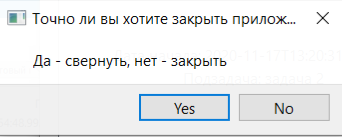 Точно ли вы хотите закрыть прилож...
Да - свернуть, нет - закрыть
Yes
No